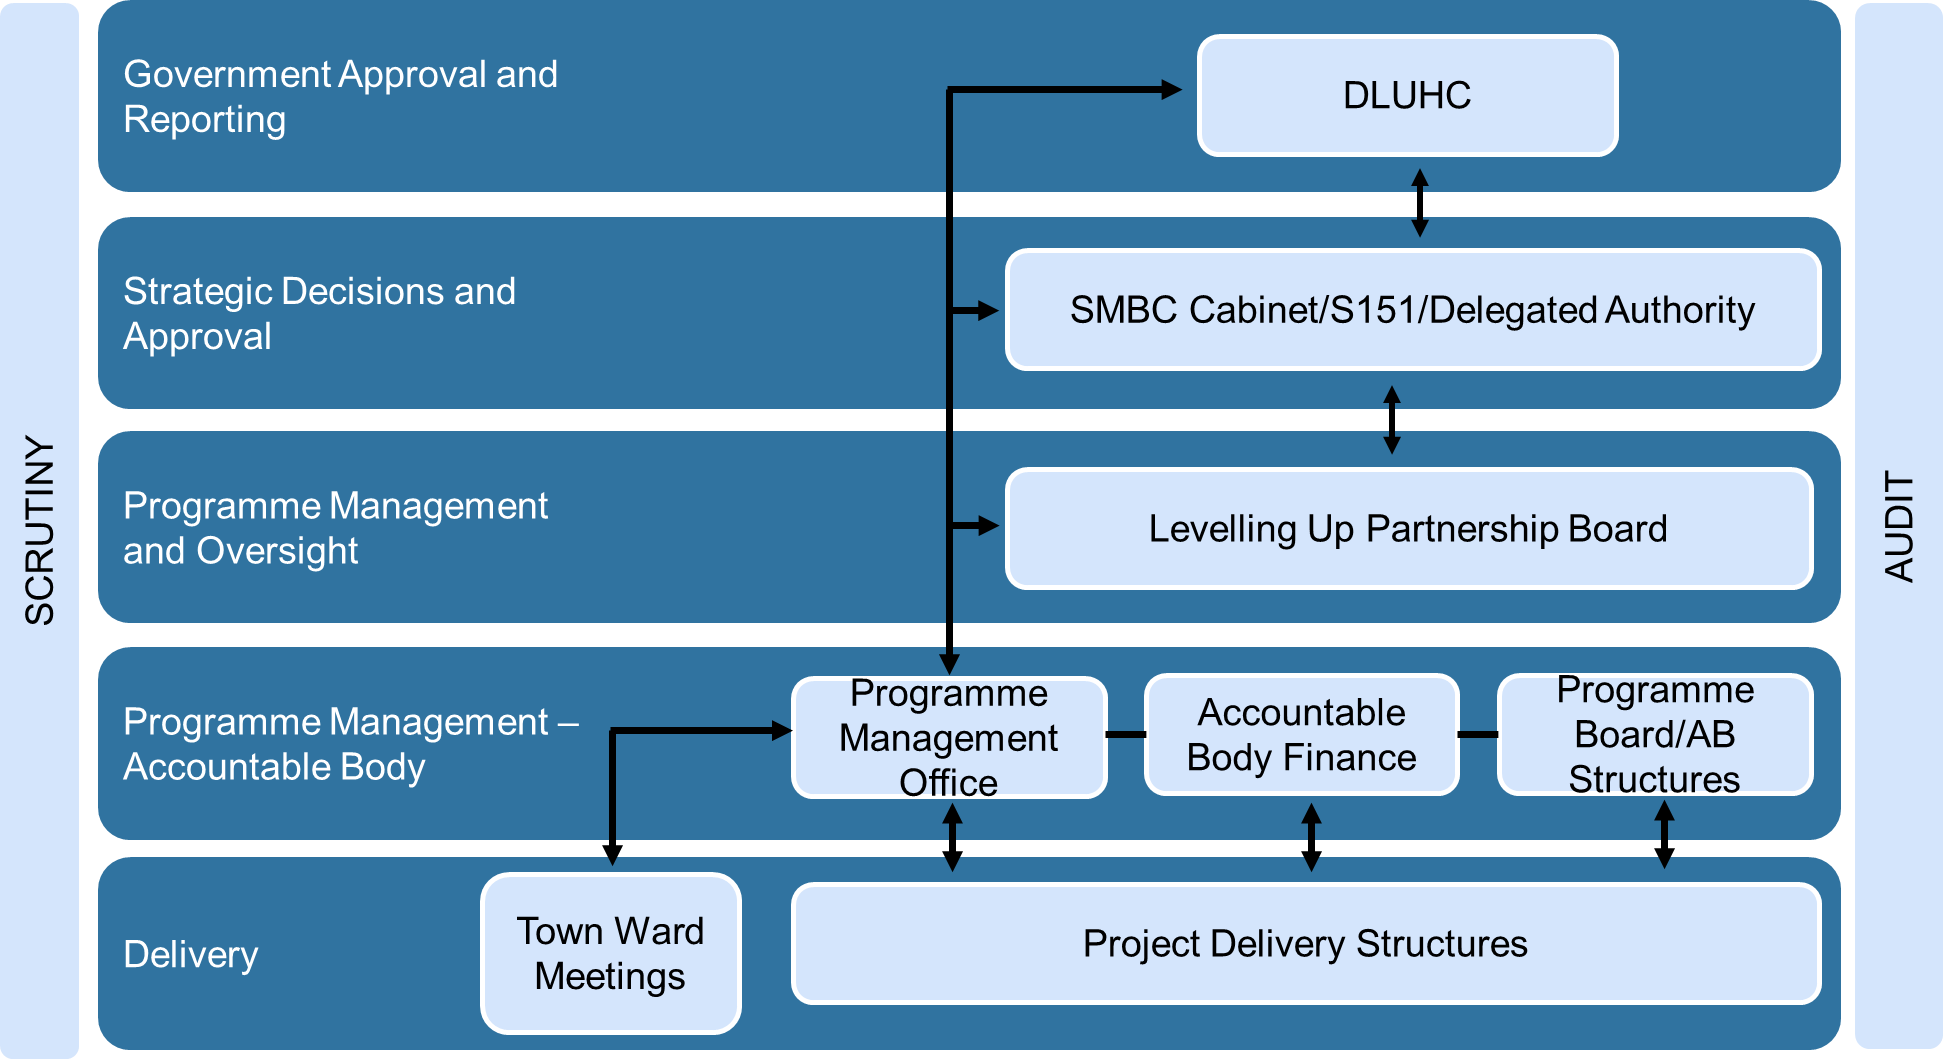 SCRUTINY
Government Approval and
Reporting
DLUHC
Strategic Decisions and
Approval
SMBC Cabinet/S151/Delegated Authority
Programme Management
and Oversight
Levelling Up Partnership Board
Programme Management –
Accountable Body
Programme
Management
Office
Accountable
Body Finance
Programme
Board/AB
Structures
Delivery
Town Ward
Meetings
Project Delivery Structures
AUDIT